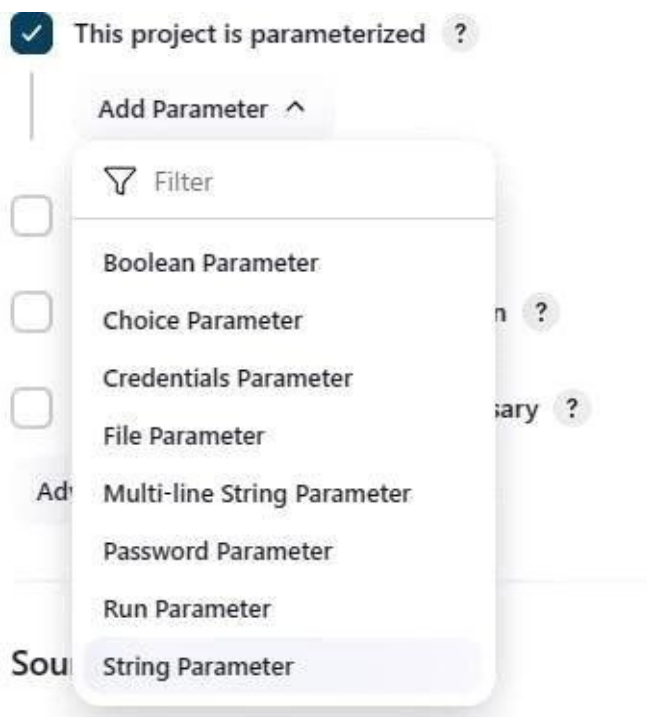 This project is parameterized ?
Add Parameter
Filter
Boolean Parameter
Choice Parameter
n ?
Credentials Parameter
sary ?
File Parameter
Multi-line String Parameter
Password Parameter
Run Parameter
String Parameter